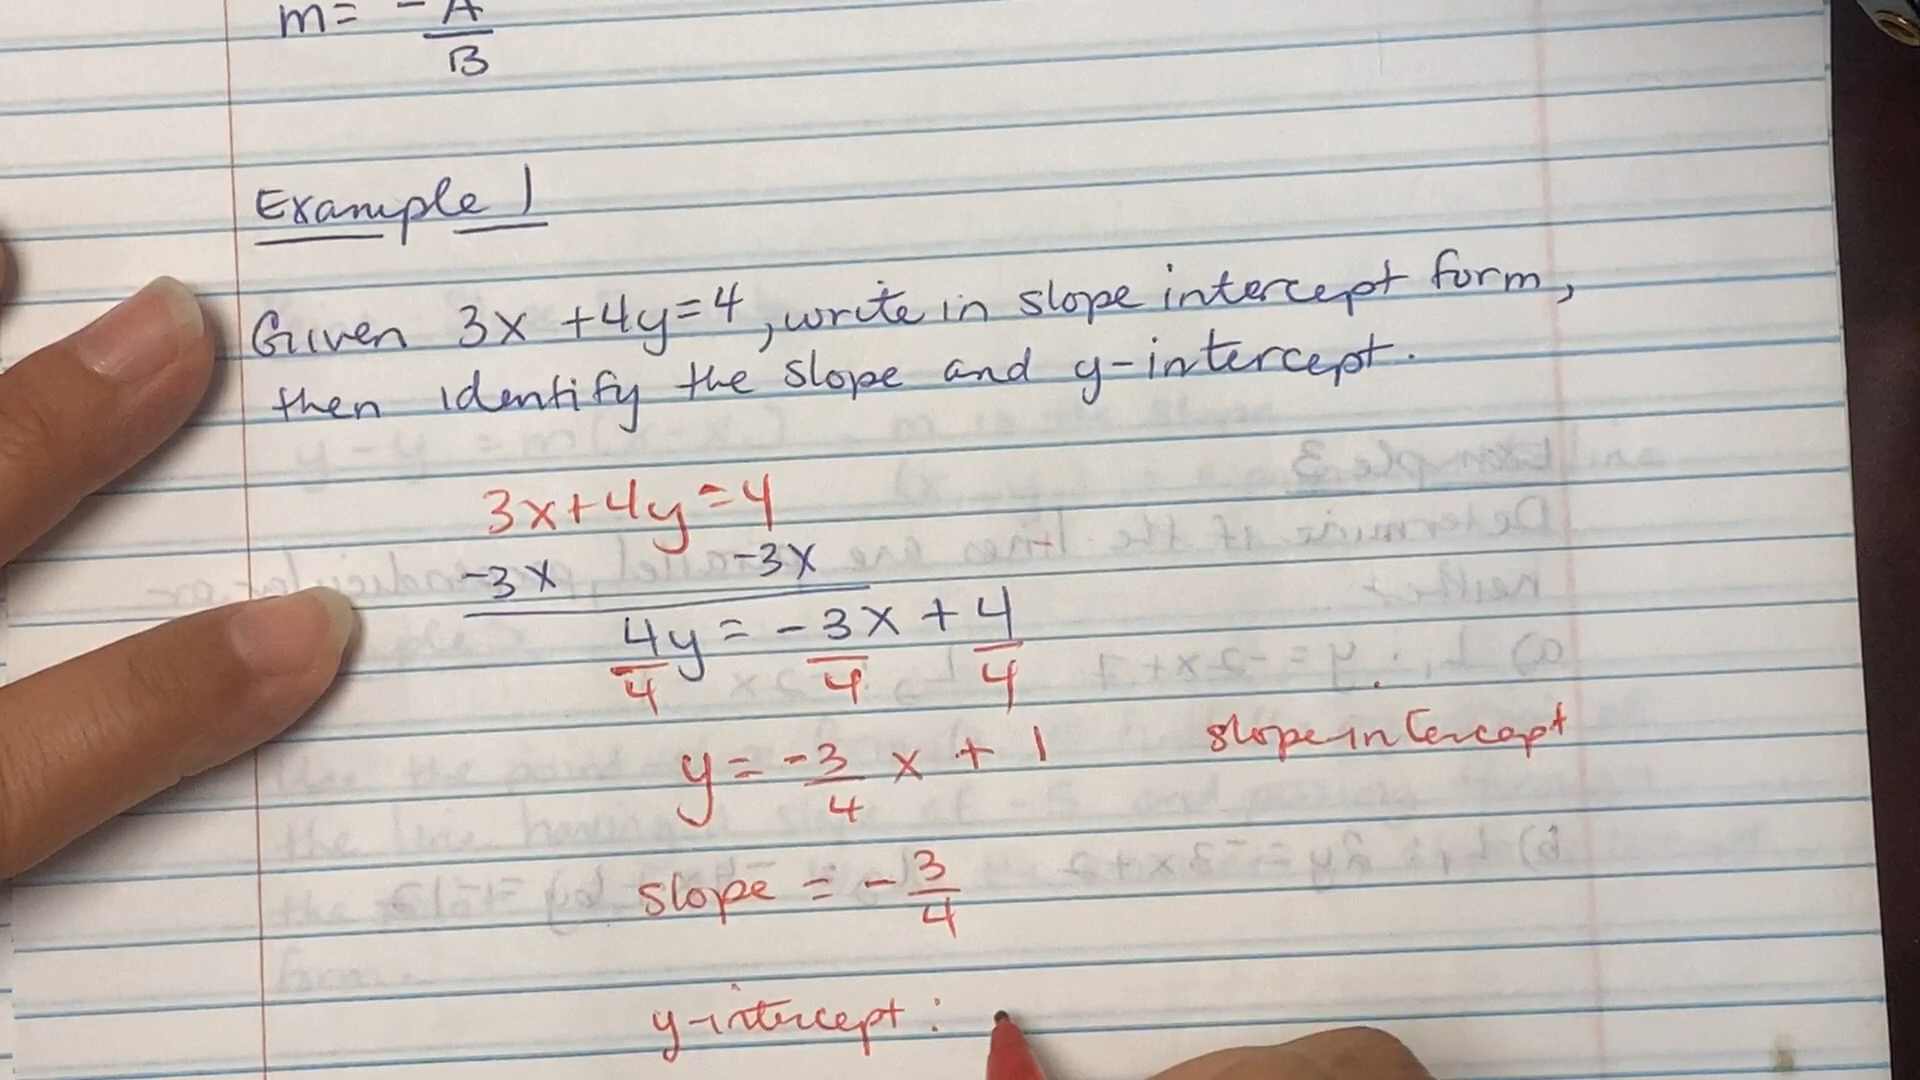 m = - A/B
Example 1
Given 3x + 4y = 4, write in slope intercept form,
then identify the slope and y-intercept.
3x + 4y = 4
-3x -3x
4y = -3x + 4
4 4 4
y = -3/4 x + 1 slope-intercept
slope = - 3/4
y-intercept :